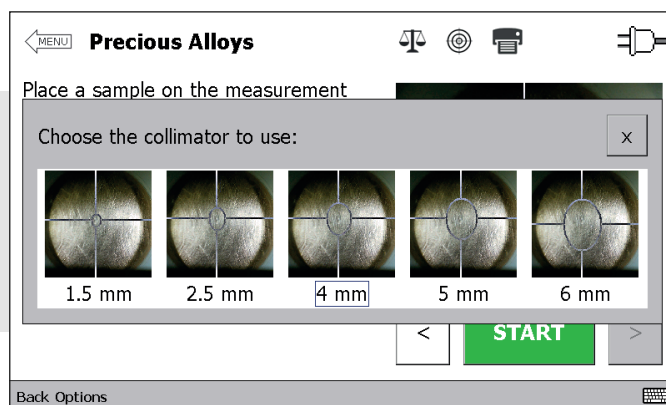 MENU Precious Alloys
Place a sample on the measurement
Choose the collimator to use:
x
1.5 mm 2.5 mm 4 mm 5 mm 6 mm
< START >
Back Options